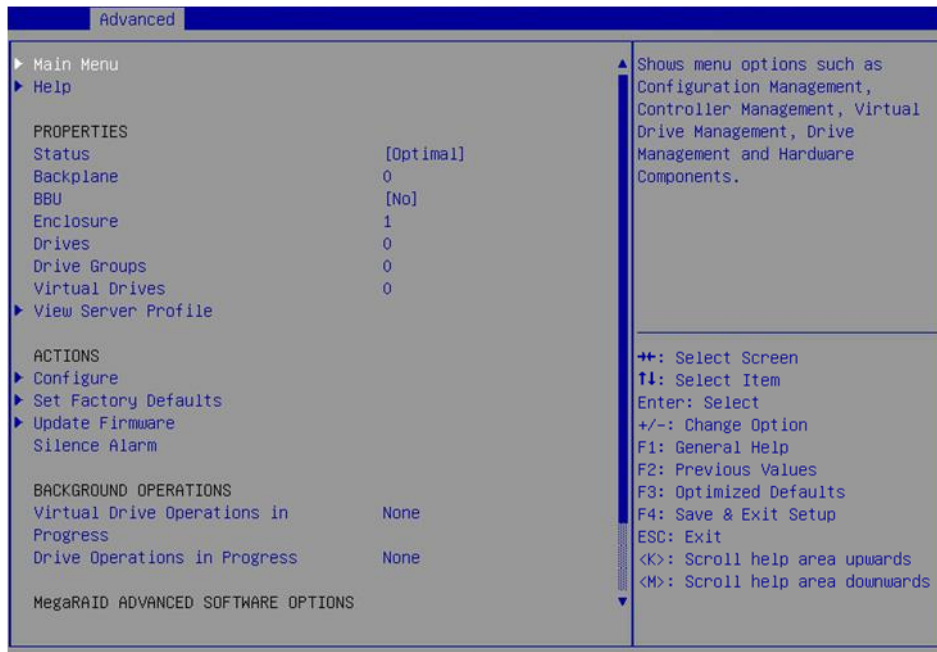 Advanced
Main Menu
Help
PROPERTIES
Status [Optimal]
Backplane 0
BBU [No]
Enclosure 1
Drives 0
Drive Groups 0
Virtual Drives 0
View Server Profile
ACTIONS
Configure
Set Factory Defaults
Update Firmware
Silence Alarm
BACKGROUND OPERATIONS
Virtual Drive Operations in None
Progress
Drive Operations in Progress None
MegaRAID ADVANCED SOFTWARE OPTIONS
Shows menu options such as
Configuration Management,
Controller Management, Virtual
Drive Management, Drive
Management and Hardware
Components.
→←: Select Screen
↑↓: Select Item
Enter: Select
+/-: Change Option
F1: General Help
F2: Previous Values
F3: Optimized Defaults
F4: Save & Exit Setup
ESC: Exit
<K>: Scroll help area upwards
<M>: Scroll help area downwards